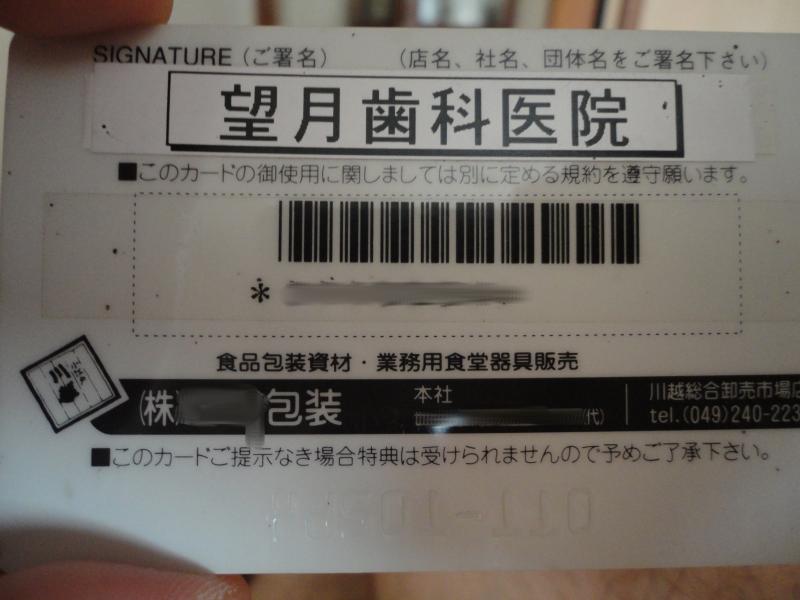 SIGNATURE（ご署名）　（店名、社名、団体名をご署名下さい）
望月歯科医院
■このカードの御使用に関しましては別に定める規約を遵守願います。
*
食品包装資材・業務用食堂器具販売
(株) 包装
本社
代)
川越総合卸売市場店
tel.(049)240-223
■このカードご提示なき場合特典は受けられませんので予めご了承下さい。